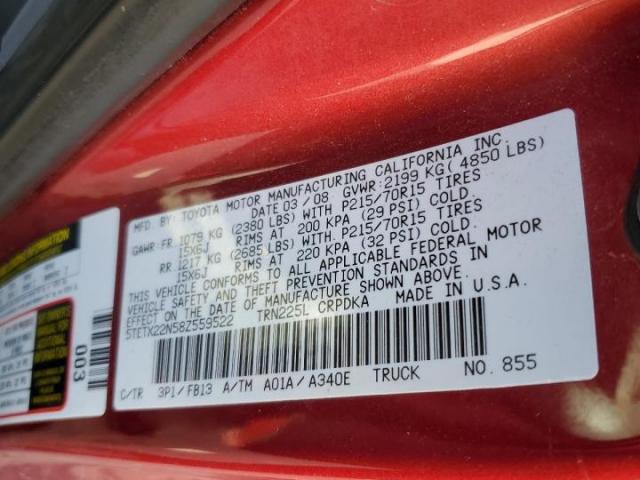 MFD. BY: TOYOTA MOTOR MANUFACTURING CALIFORNIA INC.
DATE 03/08 GVWR: 2199 KG( 4850 LBS)
GAWR: FR. 1079 KG (2380 LBS) WITH P215/70R15 TIRES
15X6J RIMS AT 200 KPA (29 PSI) COLD.
RR. 1217 KG (2685 LBS) WITH P215/70R15 TIRES
15X6J RIMS AT 220 KPA (32 PSI) COLD.
THIS VEHICLE CONFORMS TO ALL APPLICABLE FEDERAL MOTOR
VEHICLE SAFETY AND THEFT PREVENTION STANDARDS IN
EFFECT ON THE DATE OF MANUFACTURE SHOWN ABOVE.
5TETX22N58Z559522 TRN225L CRPDKA MADE IN U.S.A.
C/TR 3P1/FB13 A/TM A01A/A340E TRUCK NO. 855
003